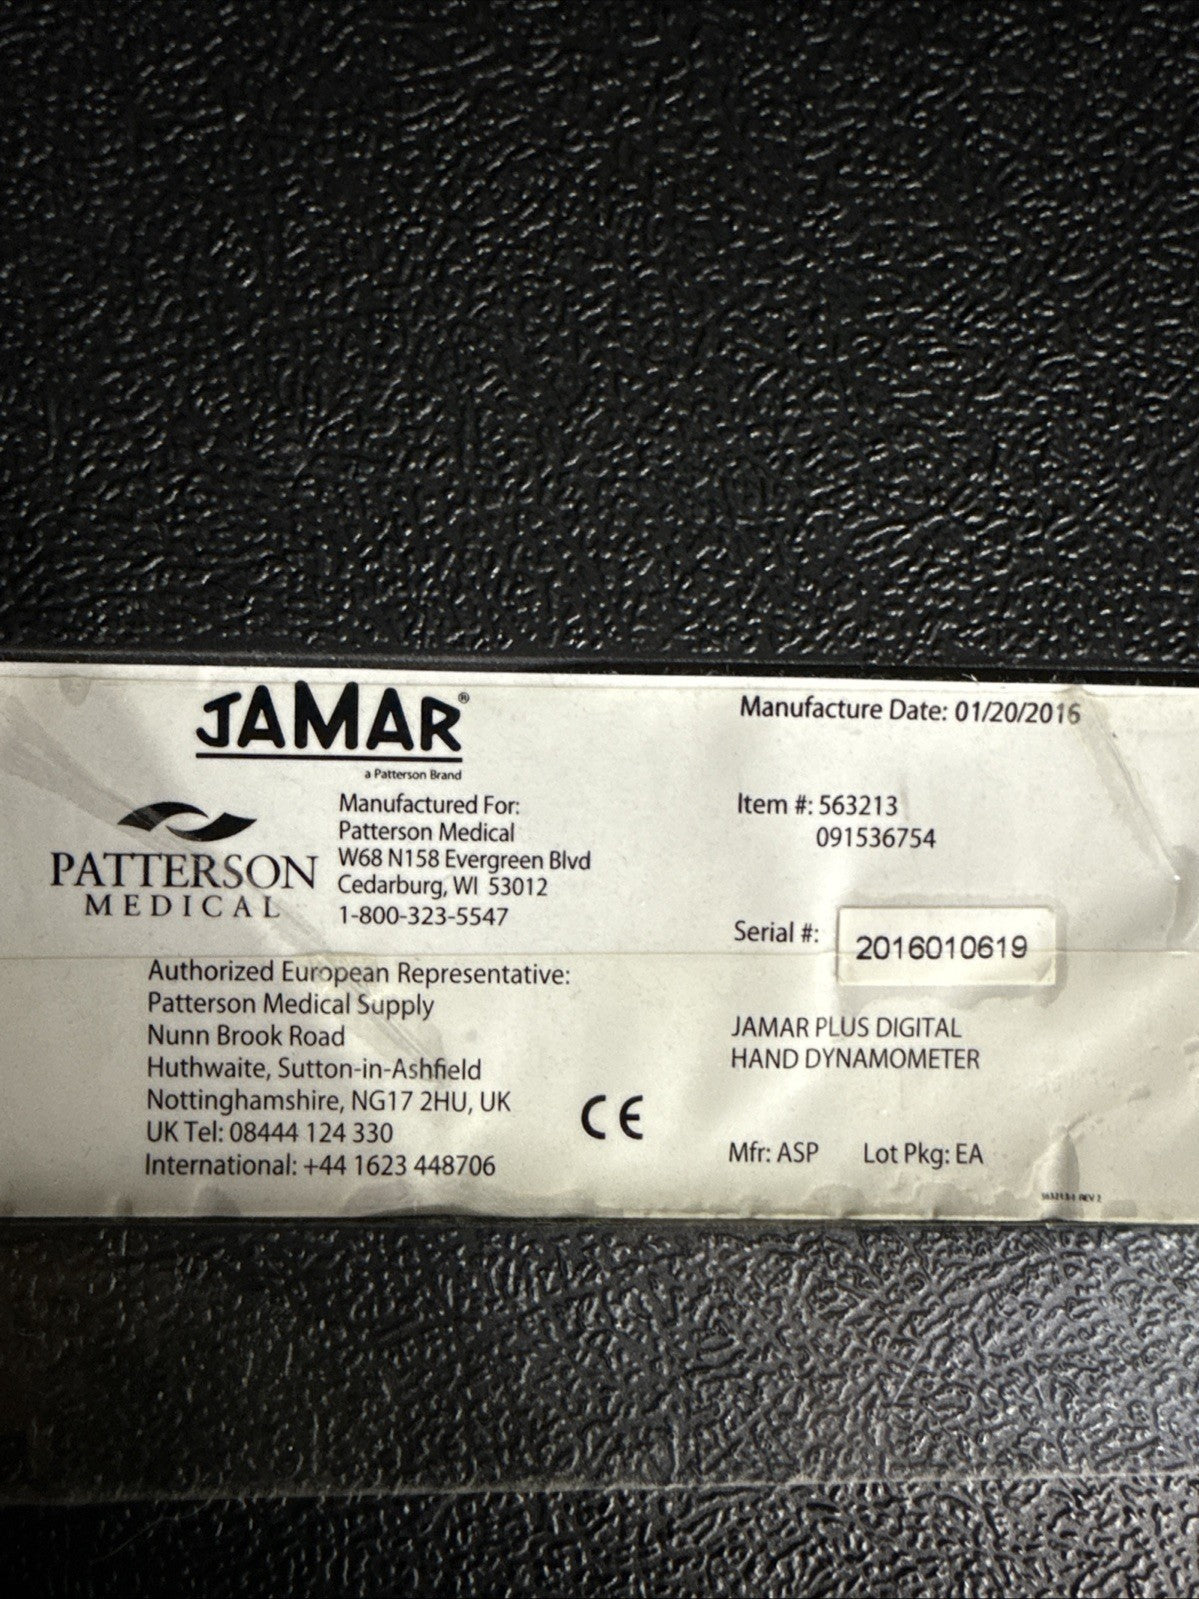 JAMAR®
a Patterson Brand
PATTERSON
MEDICAL
Manufactured For:
Patterson Medical
W68 N158 Evergreen Blvd
Cedarburg, WI 53012
1-800-323-5547
Authorized European Representative:
Patterson Medical Supply
Nunn Brook Road
Huthwaite, Sutton-in-Ashfield
Nottinghamshire, NG17 2HU, UK
UK Tel: 08444 124 330
International: +44 1623 448706
CE
Manufacture Date: 01/20/2016
Item #: 563213
091536754
Serial #: 2016010619
JAMAR PLUS DIGITAL
HAND DYNAMOMETER
Mfr: ASP Lot Pkg: EA
REV 2